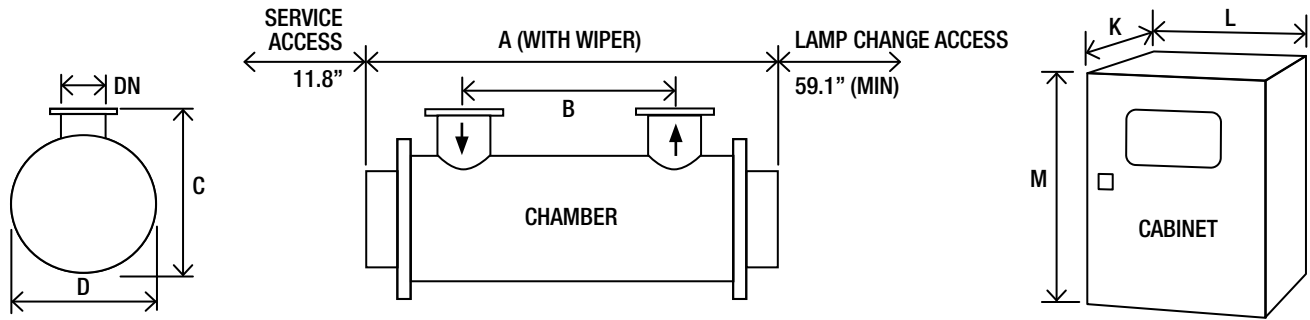 DN
C
D
SERVICE
ACCESS
11.8”
A (WITH WIPER)
LAMP CHANGE ACCESS
59.1” (MIN)
B
CHAMBER
K
L
M
CABINET